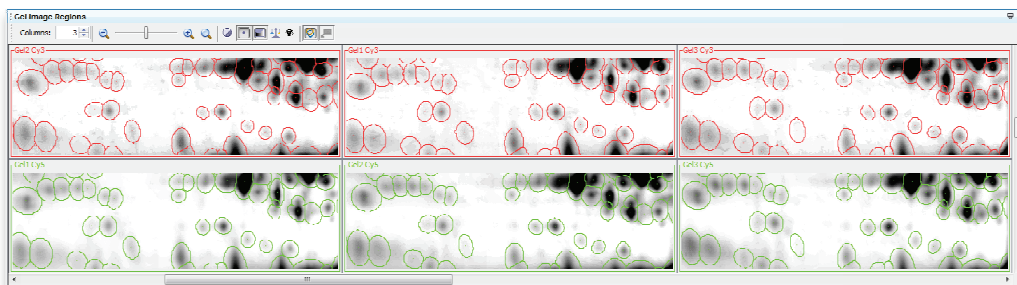 Gel Image Regions
Columns: 3
Gel2 Cy3
Gel1 Cy3
Gel3 Cy3
Gel1 Cy5
Gel2 Cy5
Gel3 Cy5